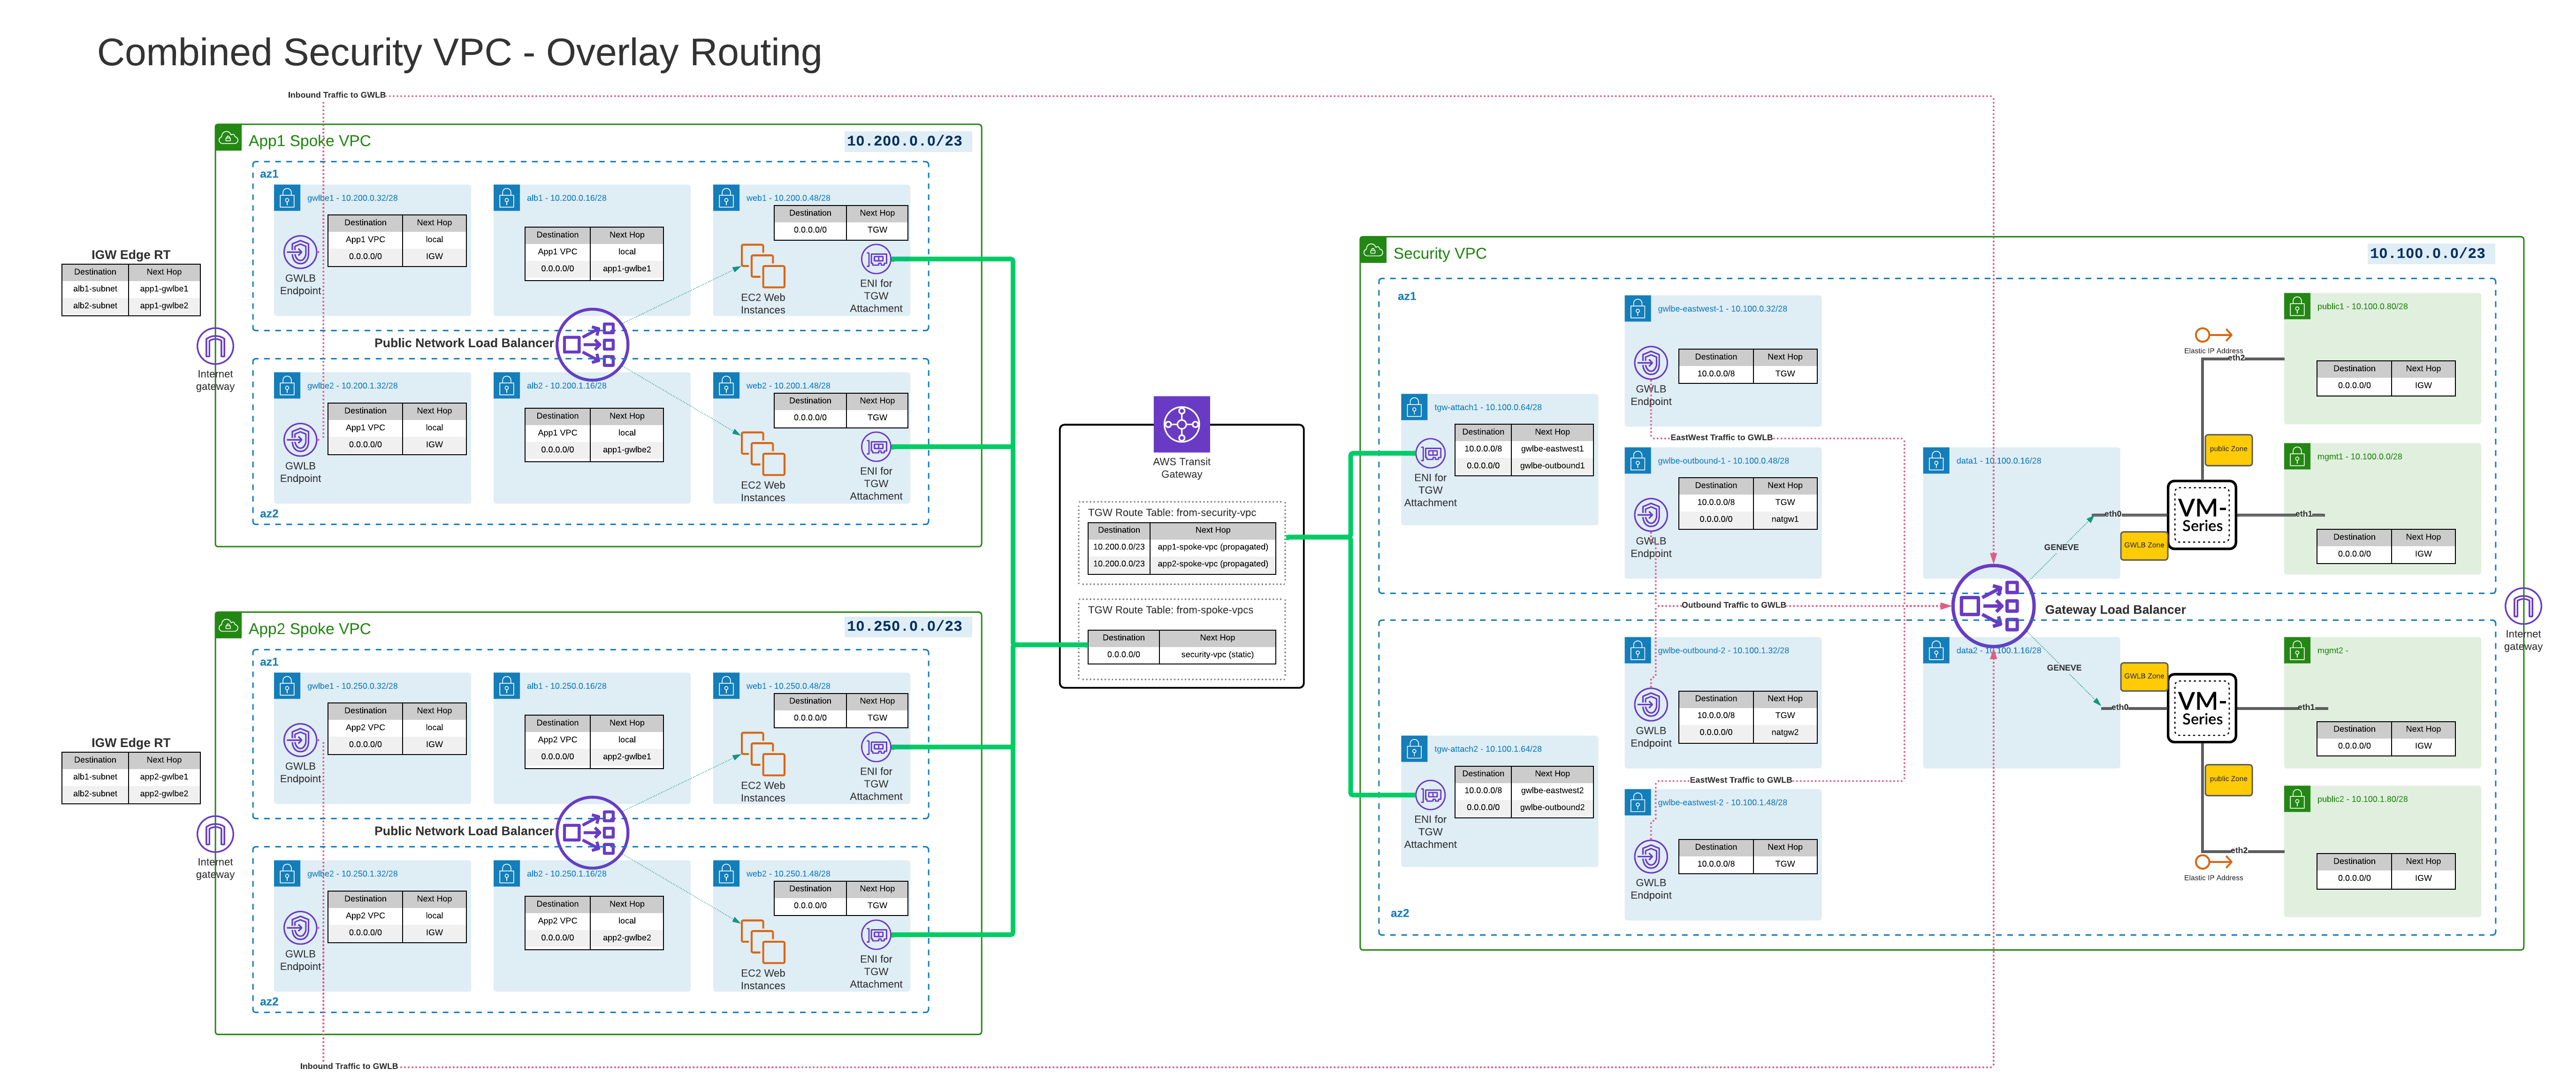 Combined Security VPC - Overlay Routing
Inbound Traffic to GWLB
App1 Spoke VPC
10.200.0.0/23
az1
gwlbe1 - 10.200.0.32/28
Destination Next Hop
App1 VPC local
0.0.0.0/0 IGW
GWLB
Endpoint
alb1 - 10.200.0.16/28
Destination Next Hop
App1 VPC local
0.0.0.0/0 app1-gwlbe1
web1 - 10.200.0.48/28
Destination Next Hop
0.0.0.0/0 TGW
EC2 Web
Instances
ENI for
TGW
Attachment
IGW Edge RT
Destination Next Hop
alb1-subnet app1-gwlbe1
alb2-subnet app1-gwlbe2
Internet
gateway
Public Network Load Balancer
gwlbe2 - 10.200.1.32/28
Destination Next Hop
App1 VPC local
0.0.0.0/0 IGW
GWLB
Endpoint
alb2 - 10.200.1.16/28
Destination Next Hop
App1 VPC local
0.0.0.0/0 app1-gwlbe2
web2 - 10.200.1.48/28
Destination Next Hop
0.0.0.0/0 TGW
EC2 Web
Instances
ENI for
TGW
Attachment
az2
App2 Spoke VPC
10.250.0.0/23
az1
gwlbe1 - 10.250.0.32/28
Destination Next Hop
App2 VPC local
0.0.0.0/0 IGW
GWLB
Endpoint
alb1 - 10.250.0.16/28
Destination Next Hop
App2 VPC local
0.0.0.0/0 app2-gwlbe1
web1 - 10.250.0.48/28
Destination Next Hop
0.0.0.0/0 TGW
EC2 Web
Instances
ENI for
TGW
Attachment
IGW Edge RT
Destination Next Hop
alb1-subnet app2-gwlbe1
alb2-subnet app2-gwlbe2
Internet
gateway
Public Network Load Balancer
gwlbe2 - 10.250.1.32/28
Destination Next Hop
App2 VPC local
0.0.0.0/0 IGW
GWLB
Endpoint
alb2 - 10.250.1.16/28
Destination Next Hop
App2 VPC local
0.0.0.0/0 app2-gwlbe2
web2 - 10.250.1.48/28
Destination Next Hop
0.0.0.0/0 TGW
EC2 Web
Instances
ENI for
TGW
Attachment
az2
Inbound Traffic to GWLB
AWS Transit
Gateway
TGW Route Table: from-security-vpc
Destination Next Hop
10.200.0.0/23 app1-spoke-vpc (propagated)
10.200.0.0/23 app2-spoke-vpc (propagated)
TGW Route Table: from-spoke-vpcs
Destination Next Hop
0.0.0.0/0 security-vpc (static)
Security VPC
10.100.0.0/23
az1
tgw-attach1 - 10.100.0.64/28
Destination Next Hop
10.0.0.0/8 gwlbe-eastwest1
0.0.0.0/0 gwlbe-outbound1
ENI for
TGW
Attachment
gwlbe-eastwest-1 - 10.100.0.32/28
Destination Next Hop
10.0.0.0/8 TGW
GWLB
Endpoint
EastWest Traffic to GWLB
gwlbe-outbound-1 - 10.100.0.48/28
Destination Next Hop
10.0.0.0/8 TGW
0.0.0.0/0 natgw1
GWLB
Endpoint
Outbound Traffic to GWLB
data1 - 10.100.0.16/28
GENEVE
eth0
GWLB Zone
VM-
Series
eth1
public Zone
Elastic IP Address
eth2
public1 - 10.100.0.80/28
Destination Next Hop
0.0.0.0/0 IGW
mgmt1 - 10.100.0.0/28
Destination Next Hop
0.0.0.0/0 IGW
Gateway Load Balancer
Internet
gateway
tgw-attach2 - 10.100.1.64/28
Destination Next Hop
10.0.0.0/8 gwlbe-eastwest2
0.0.0.0/0 gwlbe-outbound2
ENI for
TGW
Attachment
gwlbe-outbound-2 - 10.100.1.32/28
Destination Next Hop
10.0.0.0/8 TGW
0.0.0.0/0 natgw2
GWLB
Endpoint
EastWest Traffic to GWLB
gwlbe-eastwest-2 - 10.100.1.48/28
Destination Next Hop
10.0.0.0/8 TGW
GWLB
Endpoint
data2 - 10.100.1.16/28
GENEVE
eth0
GWLB Zone
VM-
Series
eth1
public Zone
eth2
Elastic IP Address
mgmt2 -
Destination Next Hop
0.0.0.0/0 IGW
public2 - 10.100.1.80/28
Destination Next Hop
0.0.0.0/0 IGW
az2